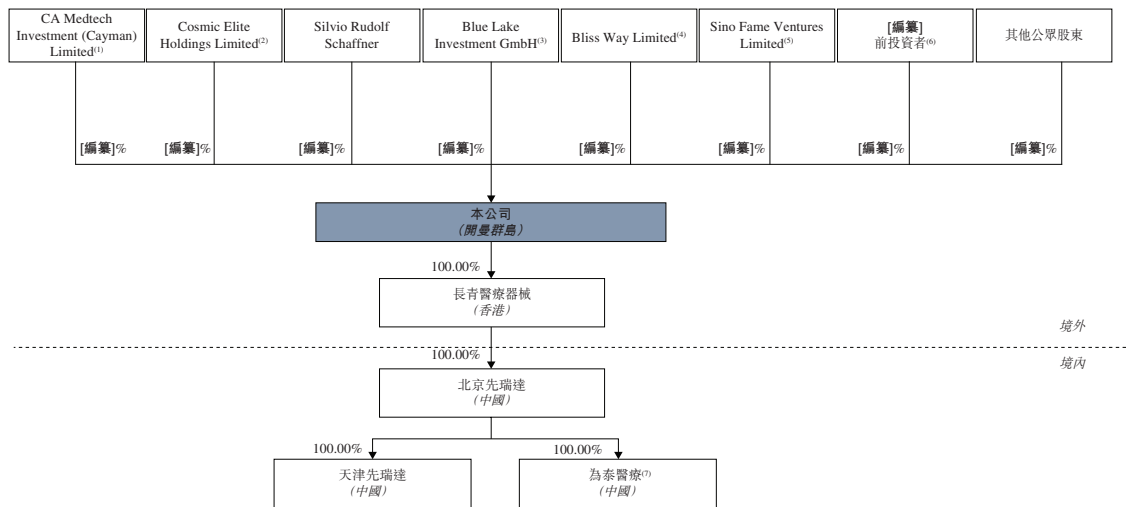 CA Medtech
Investment (Cayman)
Limited(1)
Cosmic Elite
Holdings Limited(2)
Silvio Rudolf
Schaffner
Blue Lake
Investment GmbH(3)
Bliss Way Limited(4)
Sino Fame Ventures
Limited(5)
[編纂]
前投資者(6)
其他公眾股東
[編纂]%
[編纂]%
[編纂]%
[編纂]%
[編纂]%
[編纂]%
[編纂]%
[編纂]%
本公司
（開曼群島）
100.00%
長青醫療器械
（香港）
境外
100.00%
境內
北京先瑞達
（中國）
100.00%
100.00%
天津先瑞達
（中國）
為泰醫療(7)
（中國）